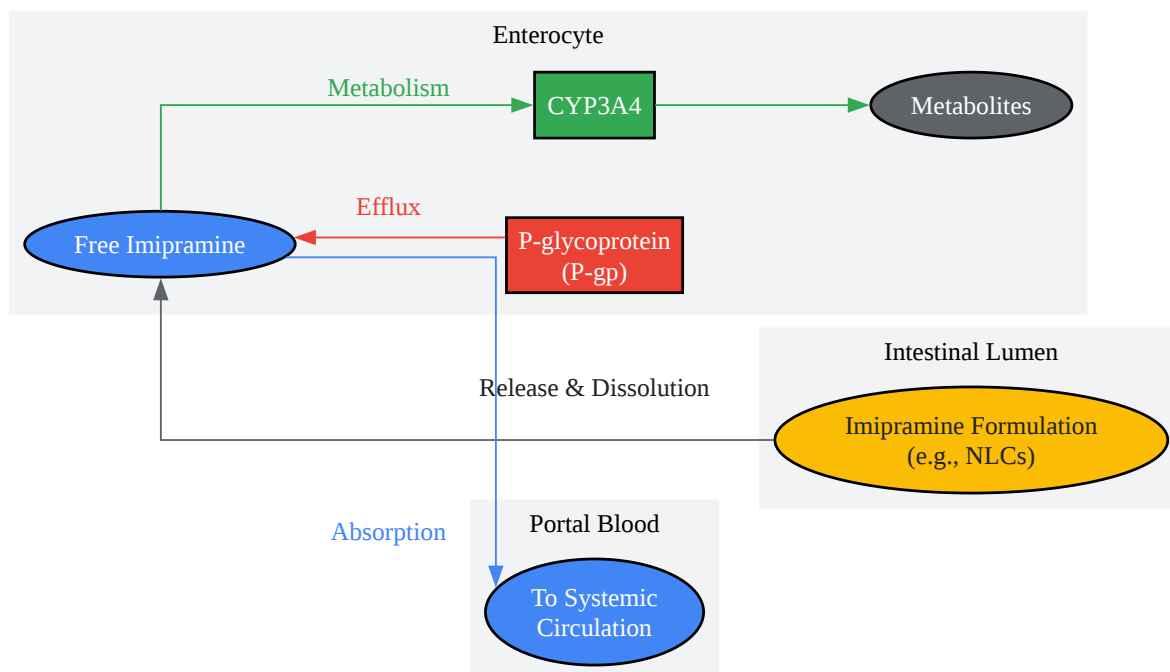 Enterocyte
Metabolism
CYP3A4
Metabolites
Efflux
Free Imipramine
P-glycoprotein
(P-gp)
Intestinal Lumen
Release & Dissolution
Imipramine Formulation
(e.g., NLCs)
Portal Blood
Absorption
To Systemic
Circulation